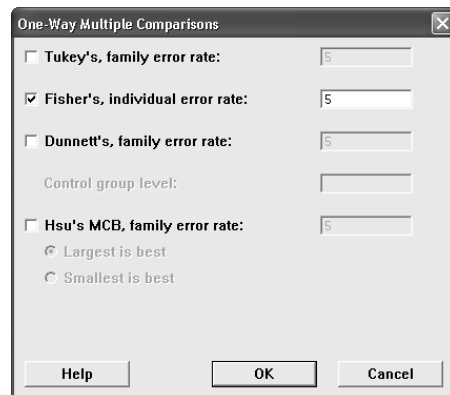 One-Way Multiple Comparisons
Tukey's, family error rate: 5
Fisher's, individual error rate: 5
Dunnett's, family error rate: 5
Control group level:
Hsu's MCB, family error rate: 5
Largest is best
Smallest is best
Help OK Cancel